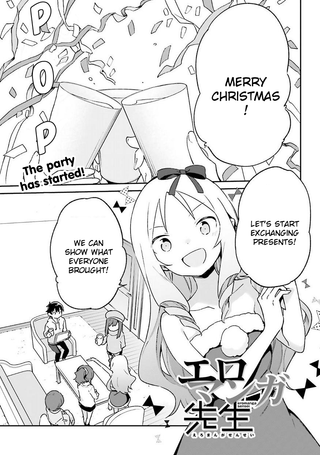 POP
MERRY
CHRISTMAS
!
The party
has started!
LET'S START
EXCHANGING
PRESENTS!
WE CAN
SHOW WHAT
EVERYONE
BROUGHT!
エロマンガ
先生